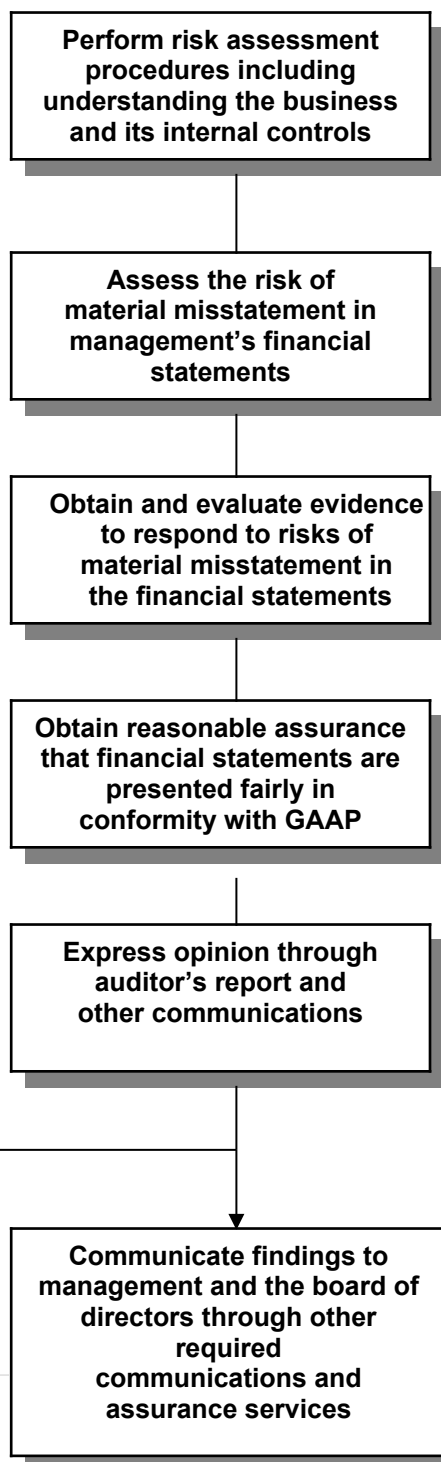 Perform risk assessment
procedures including
understanding the business
and its internal controls
Assess the risk of
material misstatement in
management’s financial
statements
Obtain and evaluate evidence
to respond to risks of
material misstatement in
the financial statements
Obtain reasonable assurance
that financial statements are
presented fairly in
conformity with GAAP
Express opinion through
auditor’s report and
other communications
Communicate findings to
management and the board of
directors through other
required
communications and
assurance services